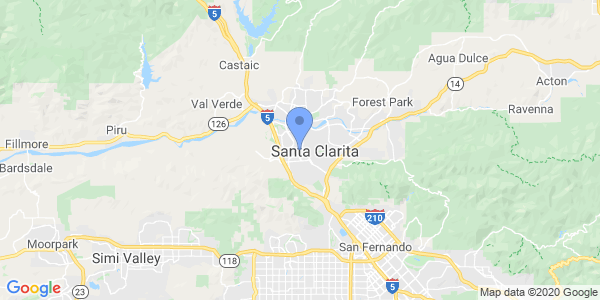 5
Castaic
Agua Dulce
14
Acton
Val Verde
Forest Park
Ravenna
126
5
Piru
Fillmore
Santa Clarita
Bardsdale
23
210
Moorpark
San Fernando
118
Simi Valley
23
5
Google
Map data ©2020 Google